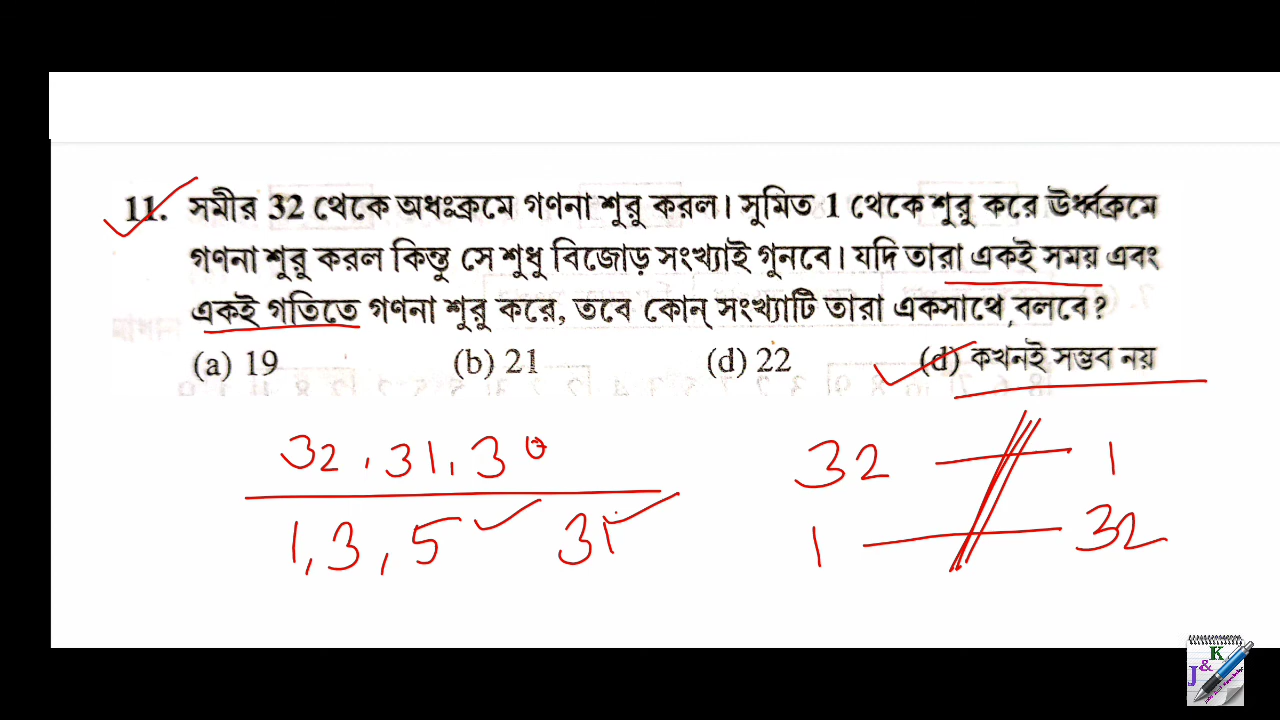 11. সমীর 32 থেকে অধঃক্রমে গণনা শুরু করল। সুমিত 1 থেকে শুরু করে ঊর্ধ্বক্রমে
গণনা শুরু করল কিন্তু সে শুধু বিজোড় সংখ্যাই গুনবে। যদি তারা একই সময় এবং
একই গতিতে গণনা শুরু করে, তবে কোন্ সংখ্যাটি তারা একসাথে বলবে?
(a) 19 (b) 21 (d) 22 (d) কখনই সম্ভব নয়
32, 31, 30
1, 3, 5 31
32 1
1 32
J & K